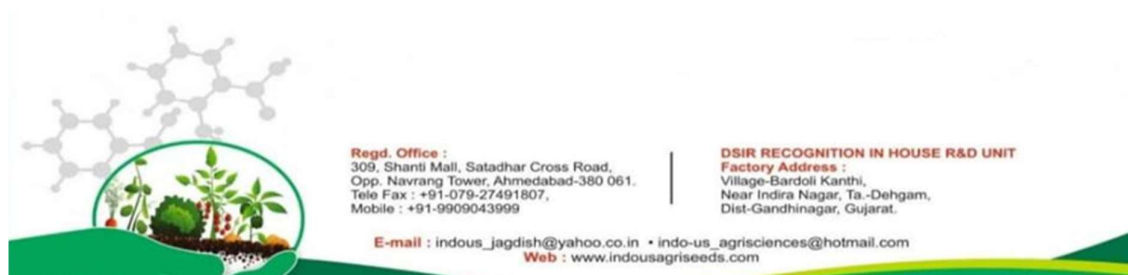 Regd. Office :
309, Shanti Mall, Satadhar Cross Road,
Opp. Navrang Tower, Ahmedabad-380 061.
Tele Fax : +91-079-27491807,
Mobile : +91-9909043999
DSIR RECOGNITION IN HOUSE R&D UNIT
Factory Address :
Village-Bardoli Kanthi,
Near Indira Nagar, Ta.-Dehgam,
Dist-Gandhinagar, Gujarat.
E-mail : indous_jagdish@yahoo.co.in • indo-us_agrisciences@hotmail.com
Web : www.indousagriseeds.com